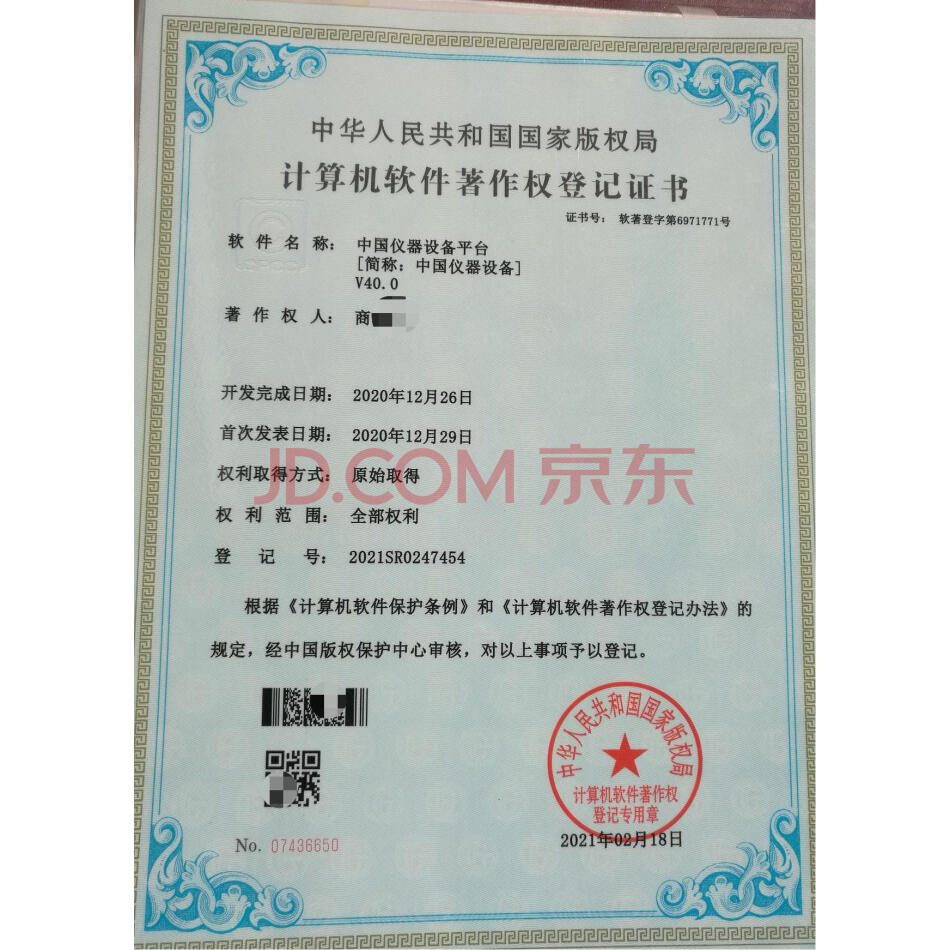 中华人民共和国国家版权局
计算机软件著作权登记证书
证书号： 软著登字第6971771号
软件名称： 中国仪器设备平台
[简称：中国仪器设备]
V40.0
著作权人： 商
开发完成日期： 2020年12月26日
首次发表日期： 2020年12月29日
权利取得方式： 原始取得
JD.COM 京东
权利范围： 全部权利
登记号： 2021SR0247454
根据《计算机软件保护条例》和《计算机软件著作权登记办法》的
规定，经中国版权保护中心审核，对以上事项予以登记。
中华人民共和国国家版权局
计算机软件著作权
登记专用章
No. 07436650
2021年02月18日